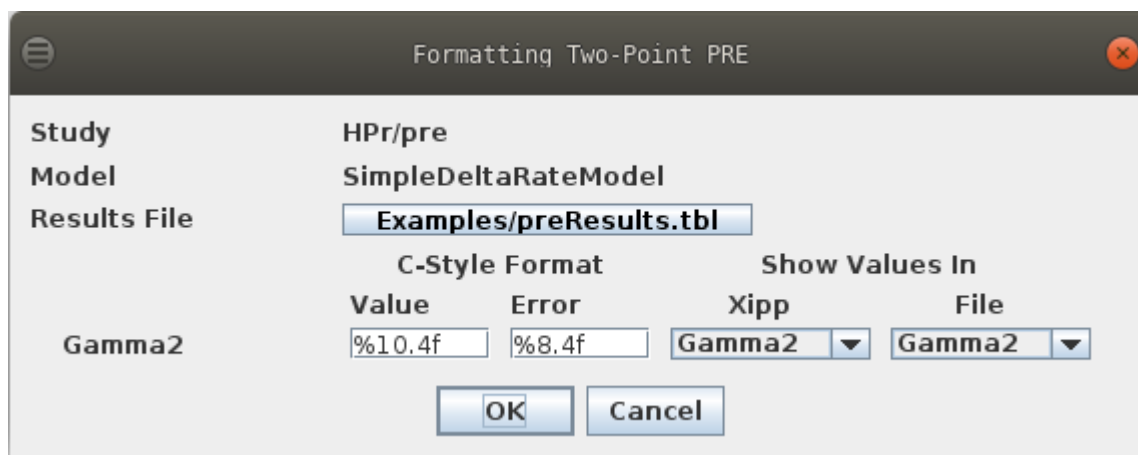 Formatting Two-Point PRE
Study HPr/pre
Model SimpleDeltaRateModel
Results File Examples/preResults.tbl
C-Style Format Show Values In
Value Error Xipp File
Gamma2 %10.4f %8.4f Gamma2 Gamma2
OK Cancel